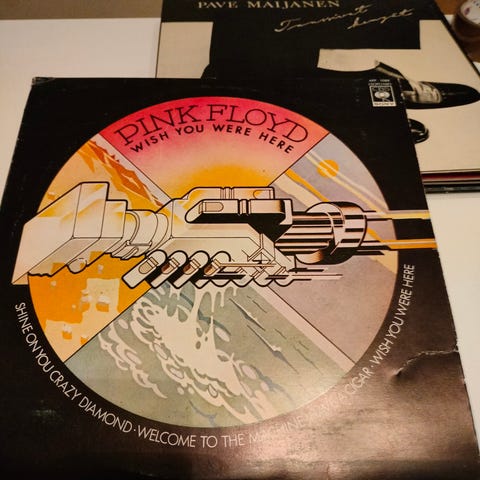 PAVE MAIJANEN
PINK FLOYD
WISH YOU WERE HERE
SHINE ON YOU CRAZY DIAMOND · WELCOME TO THE MACHINE · HAVE A CIGAR · WISH YOU WERE HERE